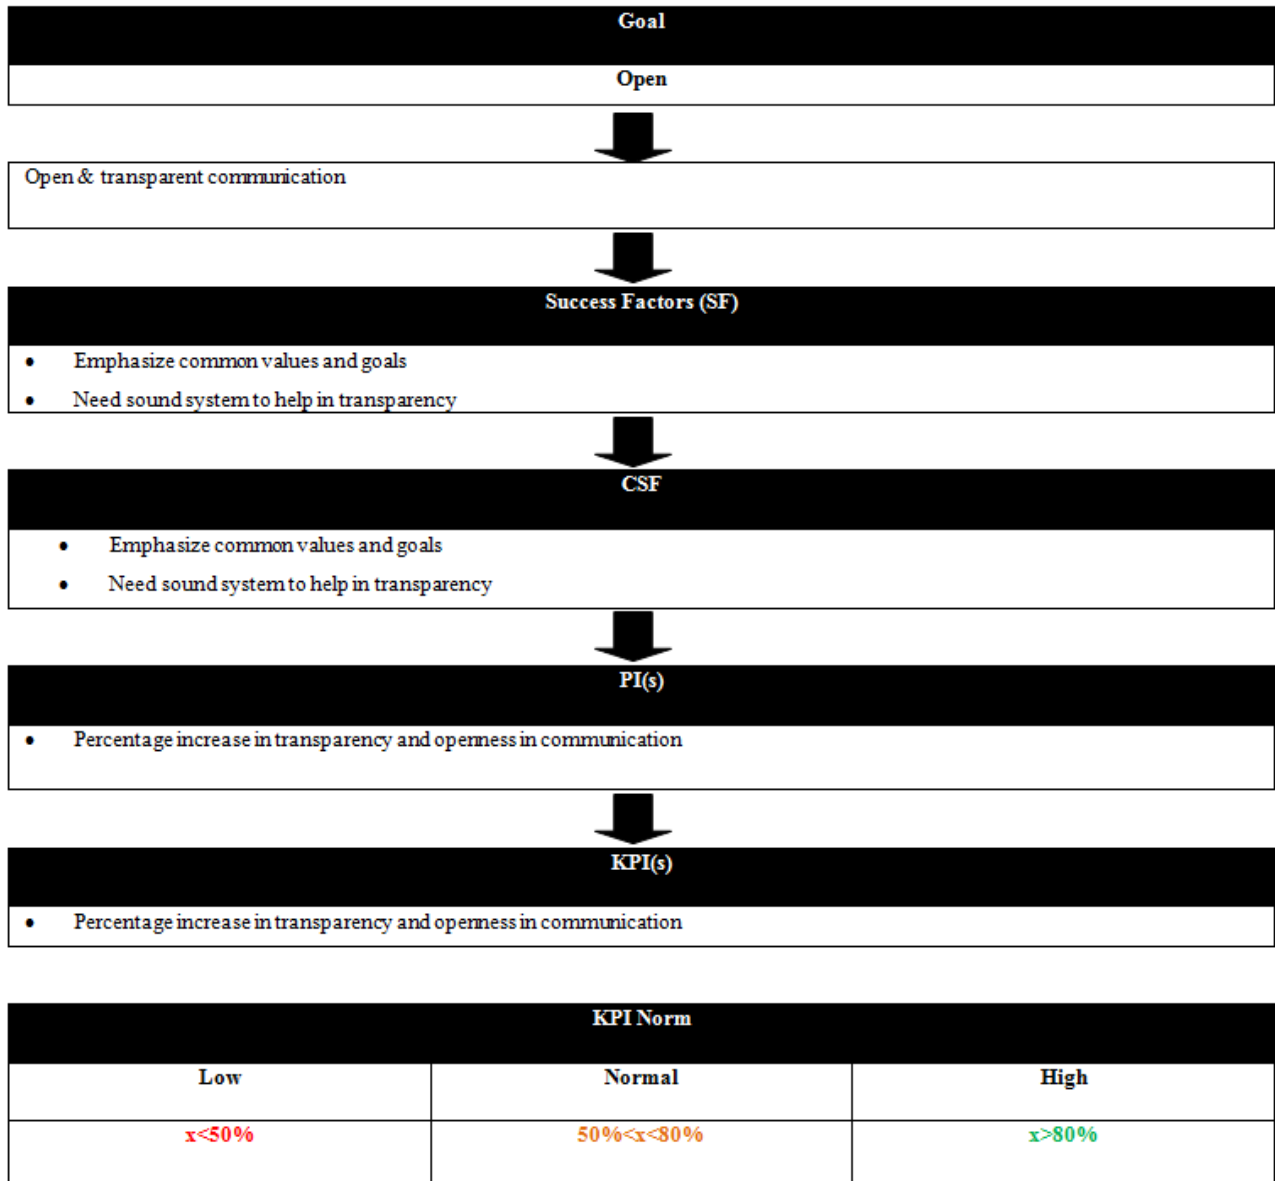 Goal
Open
Open & transparent communication
Success Factors (SF)
• Emphasize common values and goals
• Need sound system to help in transparency
CSF
• Emphasize common values and goals
• Need sound system to help in transparency
PI(s)
• Percentage increase in transparency and openness in communication
KPI(s)
• Percentage increase in transparency and openness in communication
KPI Norm
Low Normal High
x<50% 50%<x<80% x>80%